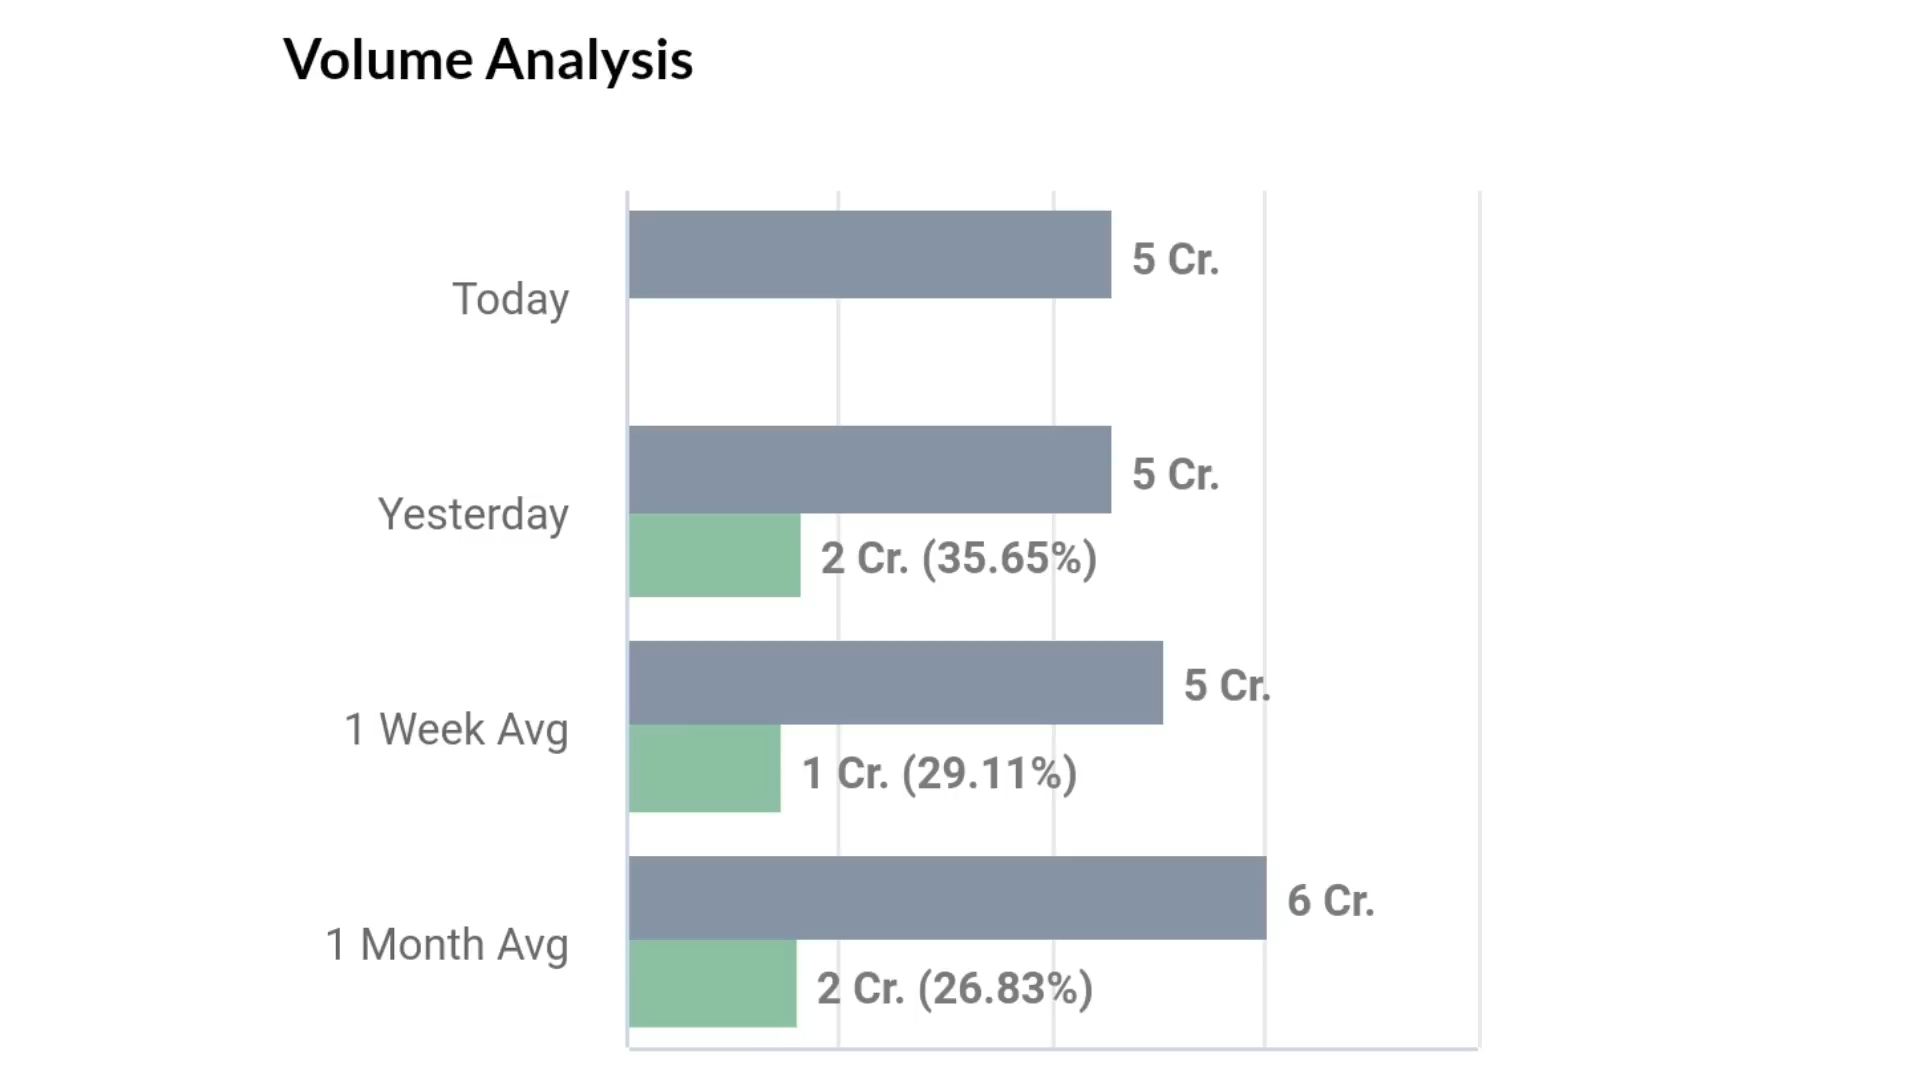 Volume Analysis
Today
5 Cr.
Yesterday
5 Cr.
2 Cr. (35.65%)
1 Week Avg
5 Cr.
1 Cr. (29.11%)
1 Month Avg
6 Cr.
2 Cr. (26.83%)